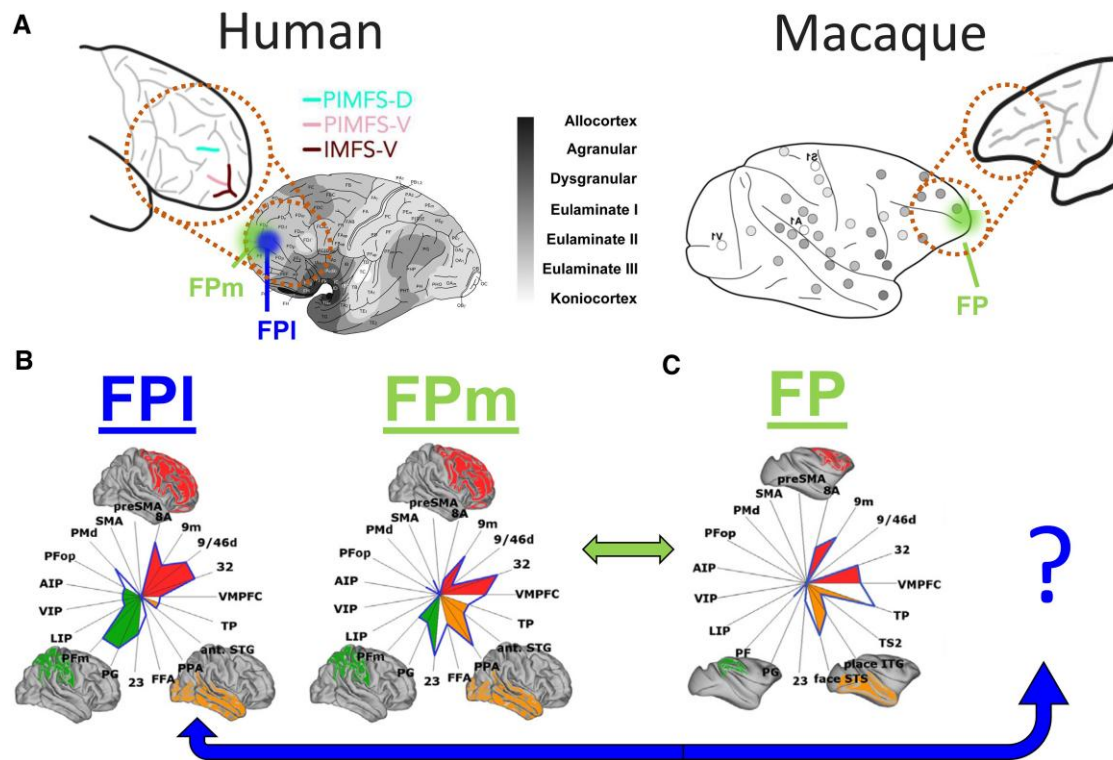 A
Human
Macaque
PIMFS-D
PIMFS-V
IMFS-V
Allocortex
Agranular
Dysgranular
Eulaminate I
Eulaminate II
Eulaminate III
Koniocortex
S1
A1
V1
FPm
FPl
FP
B
C
FPl
FPm
FP
preSMA
SMA
8A
PMd
9m
PFop
9/46d
AIP
32
VIP
VMPFC
LIP
TP
PFm
ant. STG
PG
PPA
23
FFA
preSMA
SMA
8A
PMd
9m
PFop
9/46d
AIP
32
VIP
VMPFC
LIP
TP
PFm
ant. STG
PG
PPA
23
FFA
preSMA
SMA
8A
PMd
9m
PFop
9/46d
AIP
32
VIP
VMPFC
LIP
TP
TS2
PF
place ITG
PG
face STS
23
?